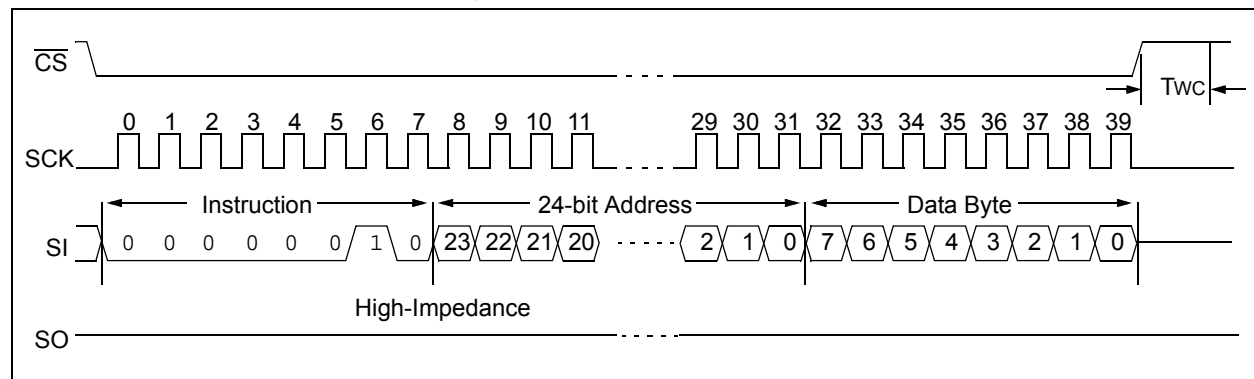 CS
TWC
0 1 2 3 4 5 6 7 8 9 10 11 29 30 31 32 33 34 35 36 37 38 39
SCK
Instruction 24-bit Address Data Byte
SI 0 0 0 0 0 0 1 0 23 22 21 20 2 1 0 7 6 5 4 3 2 1 0
High-Impedance
SO